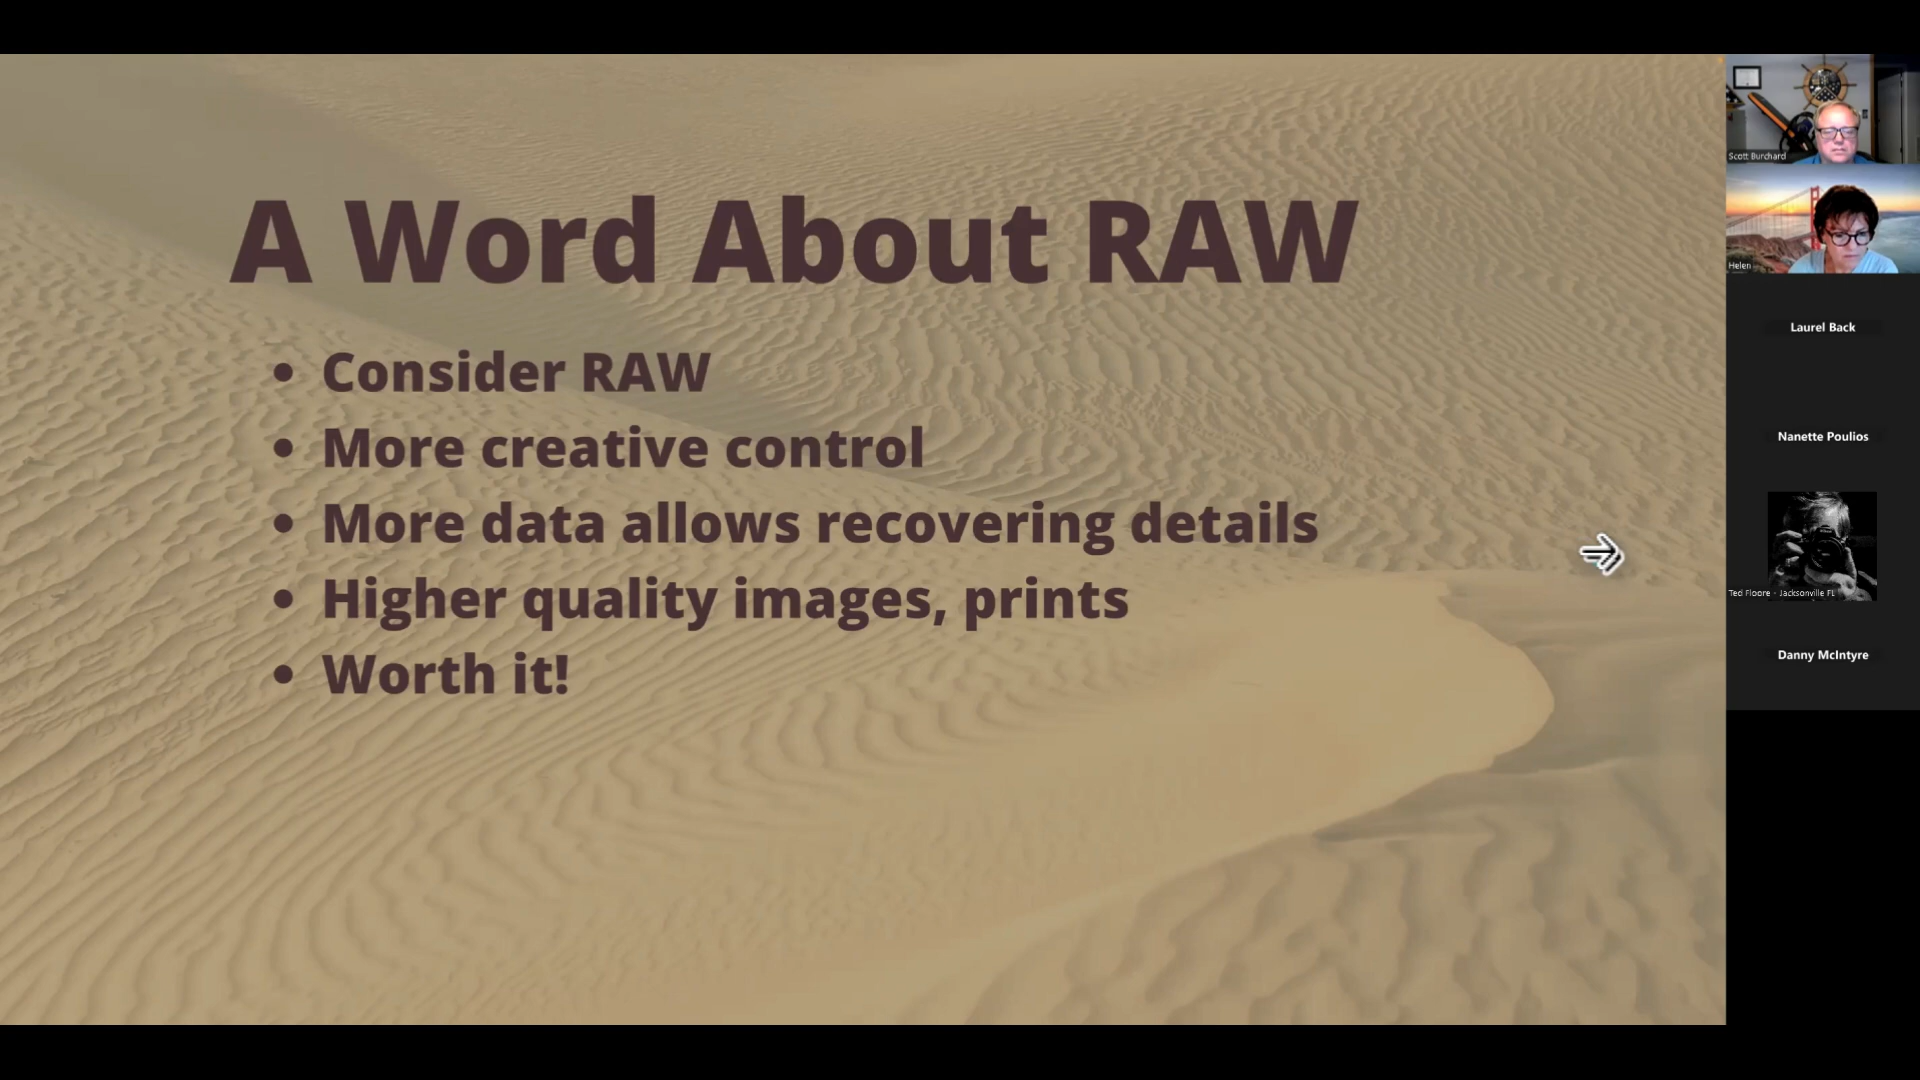 A Word About RAW
• Consider RAW
• More creative control
• More data allows recovering details
• Higher quality images, prints
• Worth it!
Scott Burchard
Helen
Laurel Back
Nanette Poulios
Ted Floore - Jacksonville FL
Danny McIntyre